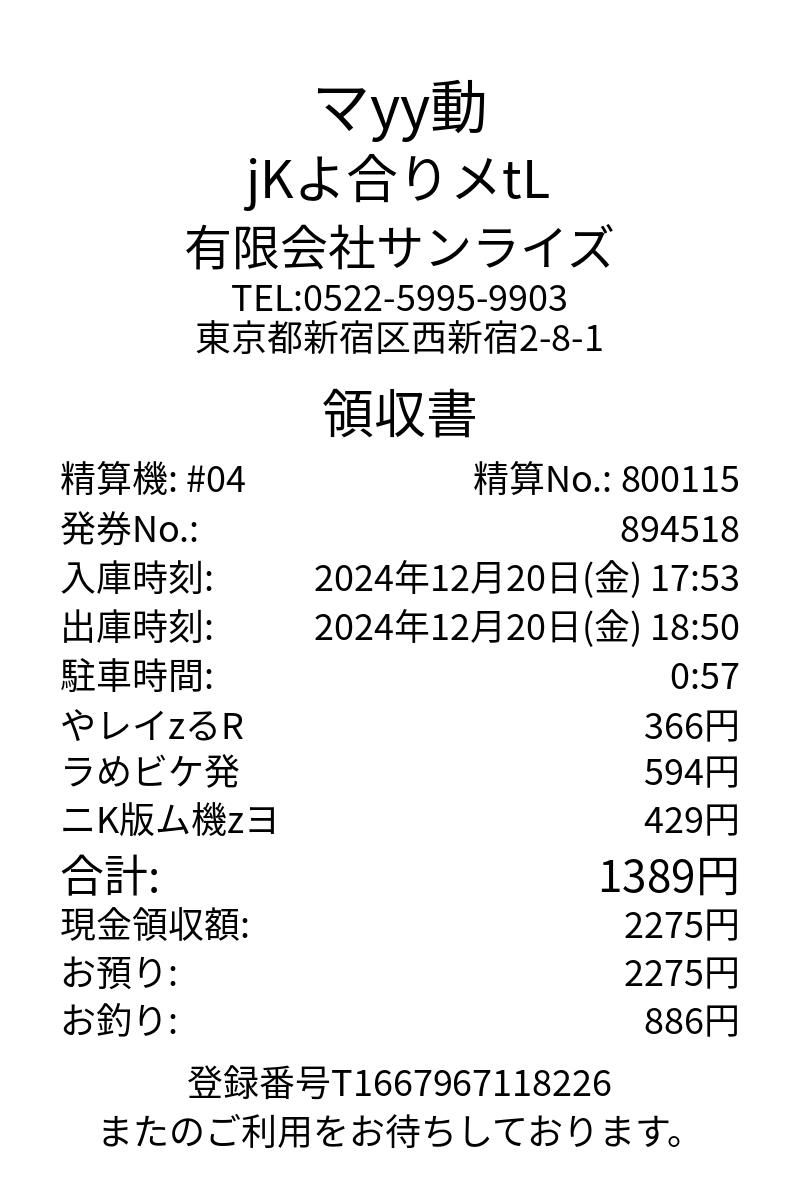 マyy動
jKよ合りメtL
有限会社サンライズ
TEL:0522-5995-9903
東京都新宿区西新宿2-8-1
領収書
精算機: #04 精算No.: 800115
発券No.: 894518
入庫時刻: 2024年12月20日(金) 17:53
出庫時刻: 2024年12月20日(金) 18:50
駐車時間: 0:57
やレイzるR 366円
ラめビケ発 594円
ニK版ム機zヨ 429円
合計: 1389円
現金領収額: 2275円
お預り: 2275円
お釣り: 886円
登録番号T1667967118226
またのご利用をお待ちしております。